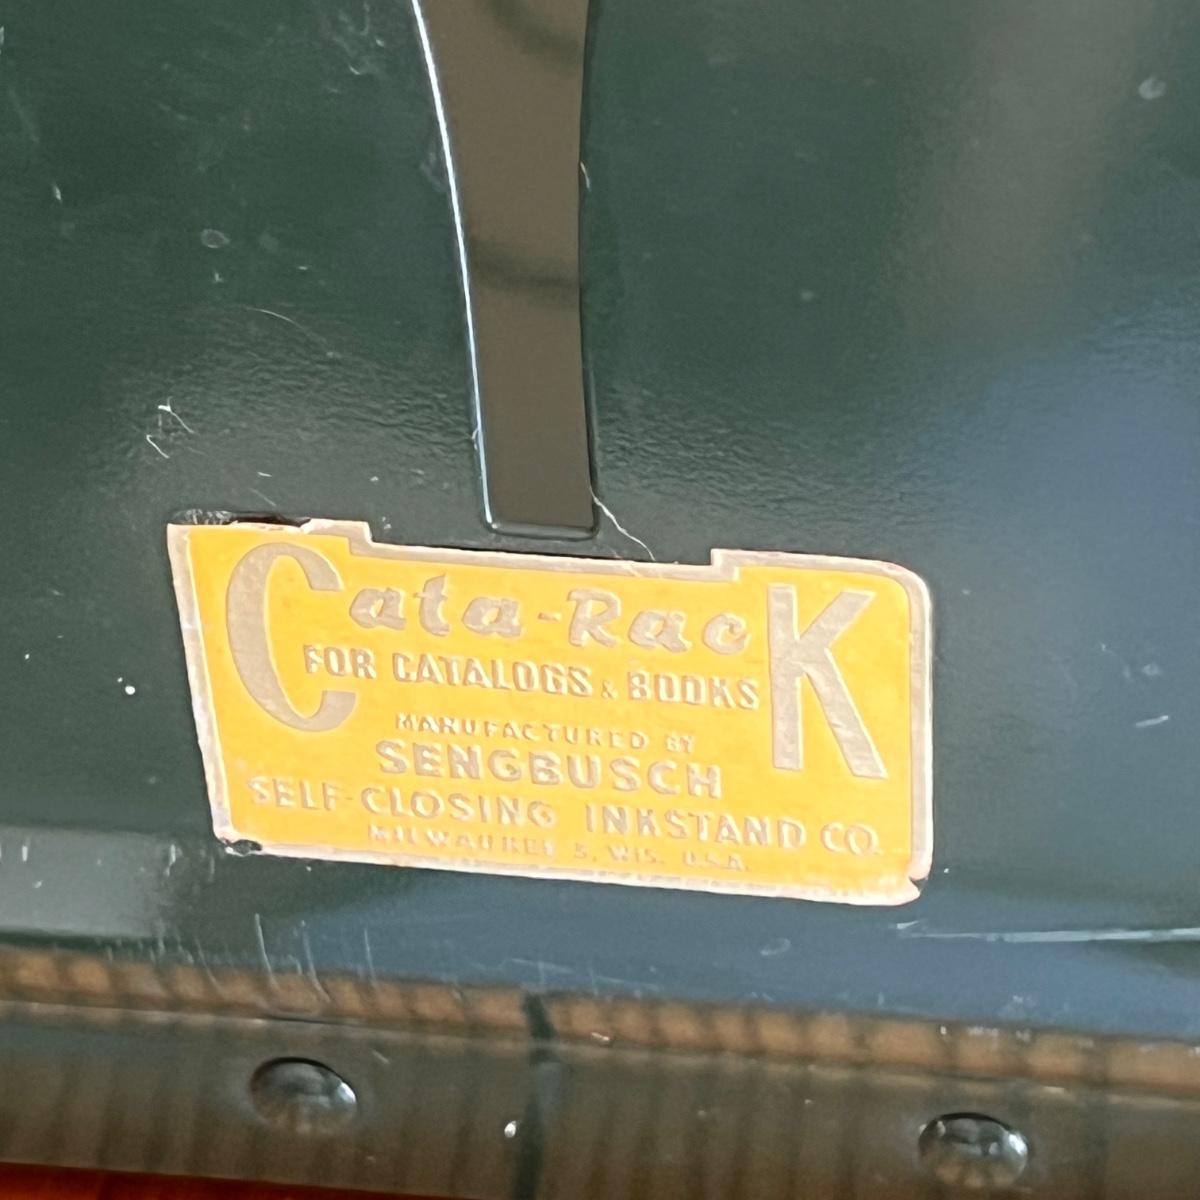 Cata-Rack
FOR CATALOGS & BOOKS
MANUFACTURED BY
SENGBUSCH
SELF-CLOSING INKSTAND CO.
MILWAUKEE 5, WIS. U.S.A.